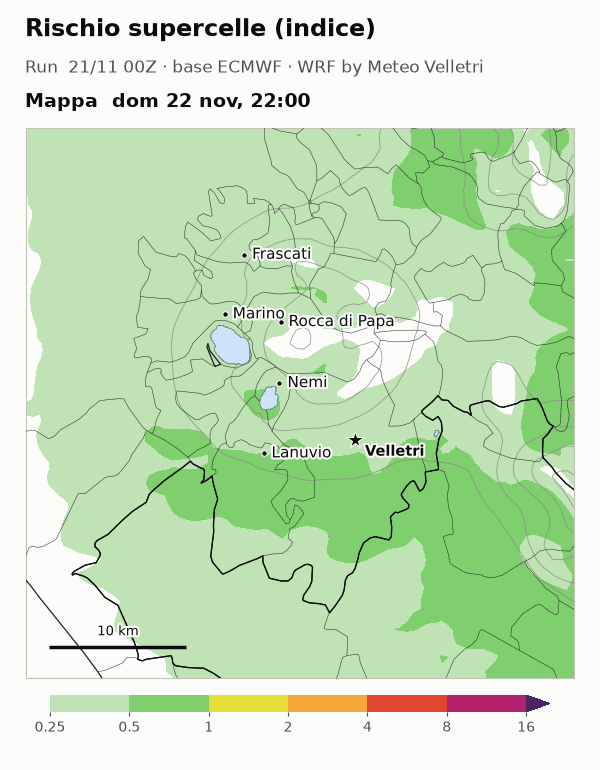 Rischio supercelle (indice)
Run 21/11 00Z · base ECMWF · WRF by Meteo Velletri
Mappa dom 22 nov, 22:00
Frascati
Marino
Rocca di Papa
Nemi
Velletri
Lanuvio
10 km
0.25 0.5 1 2 4 8 16